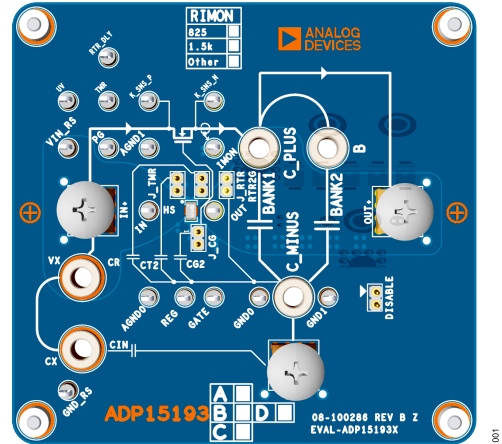 RIMON
825
1.5k
Other
ANALOG
DEVICES
RTR_DLY
UV
TMR
K_SNS_P
K_SNS_N
VIN_RS
PG
AGND1
IMON
C_PLUS
B
J_TMR
J_RTR
RTR2G
BANK1
BANK2
IN+
OUT+
HS
IN
OUT
J_CG
C_MINUS
VX
CR
CT2
CG2
AGND0
REG
GATE
GND0
GND1
DISABLE
CX
CIN
GND_RS
ADP15193
A
B
D
C
08-100286 REV B Z
EVAL-ADP15193X
001